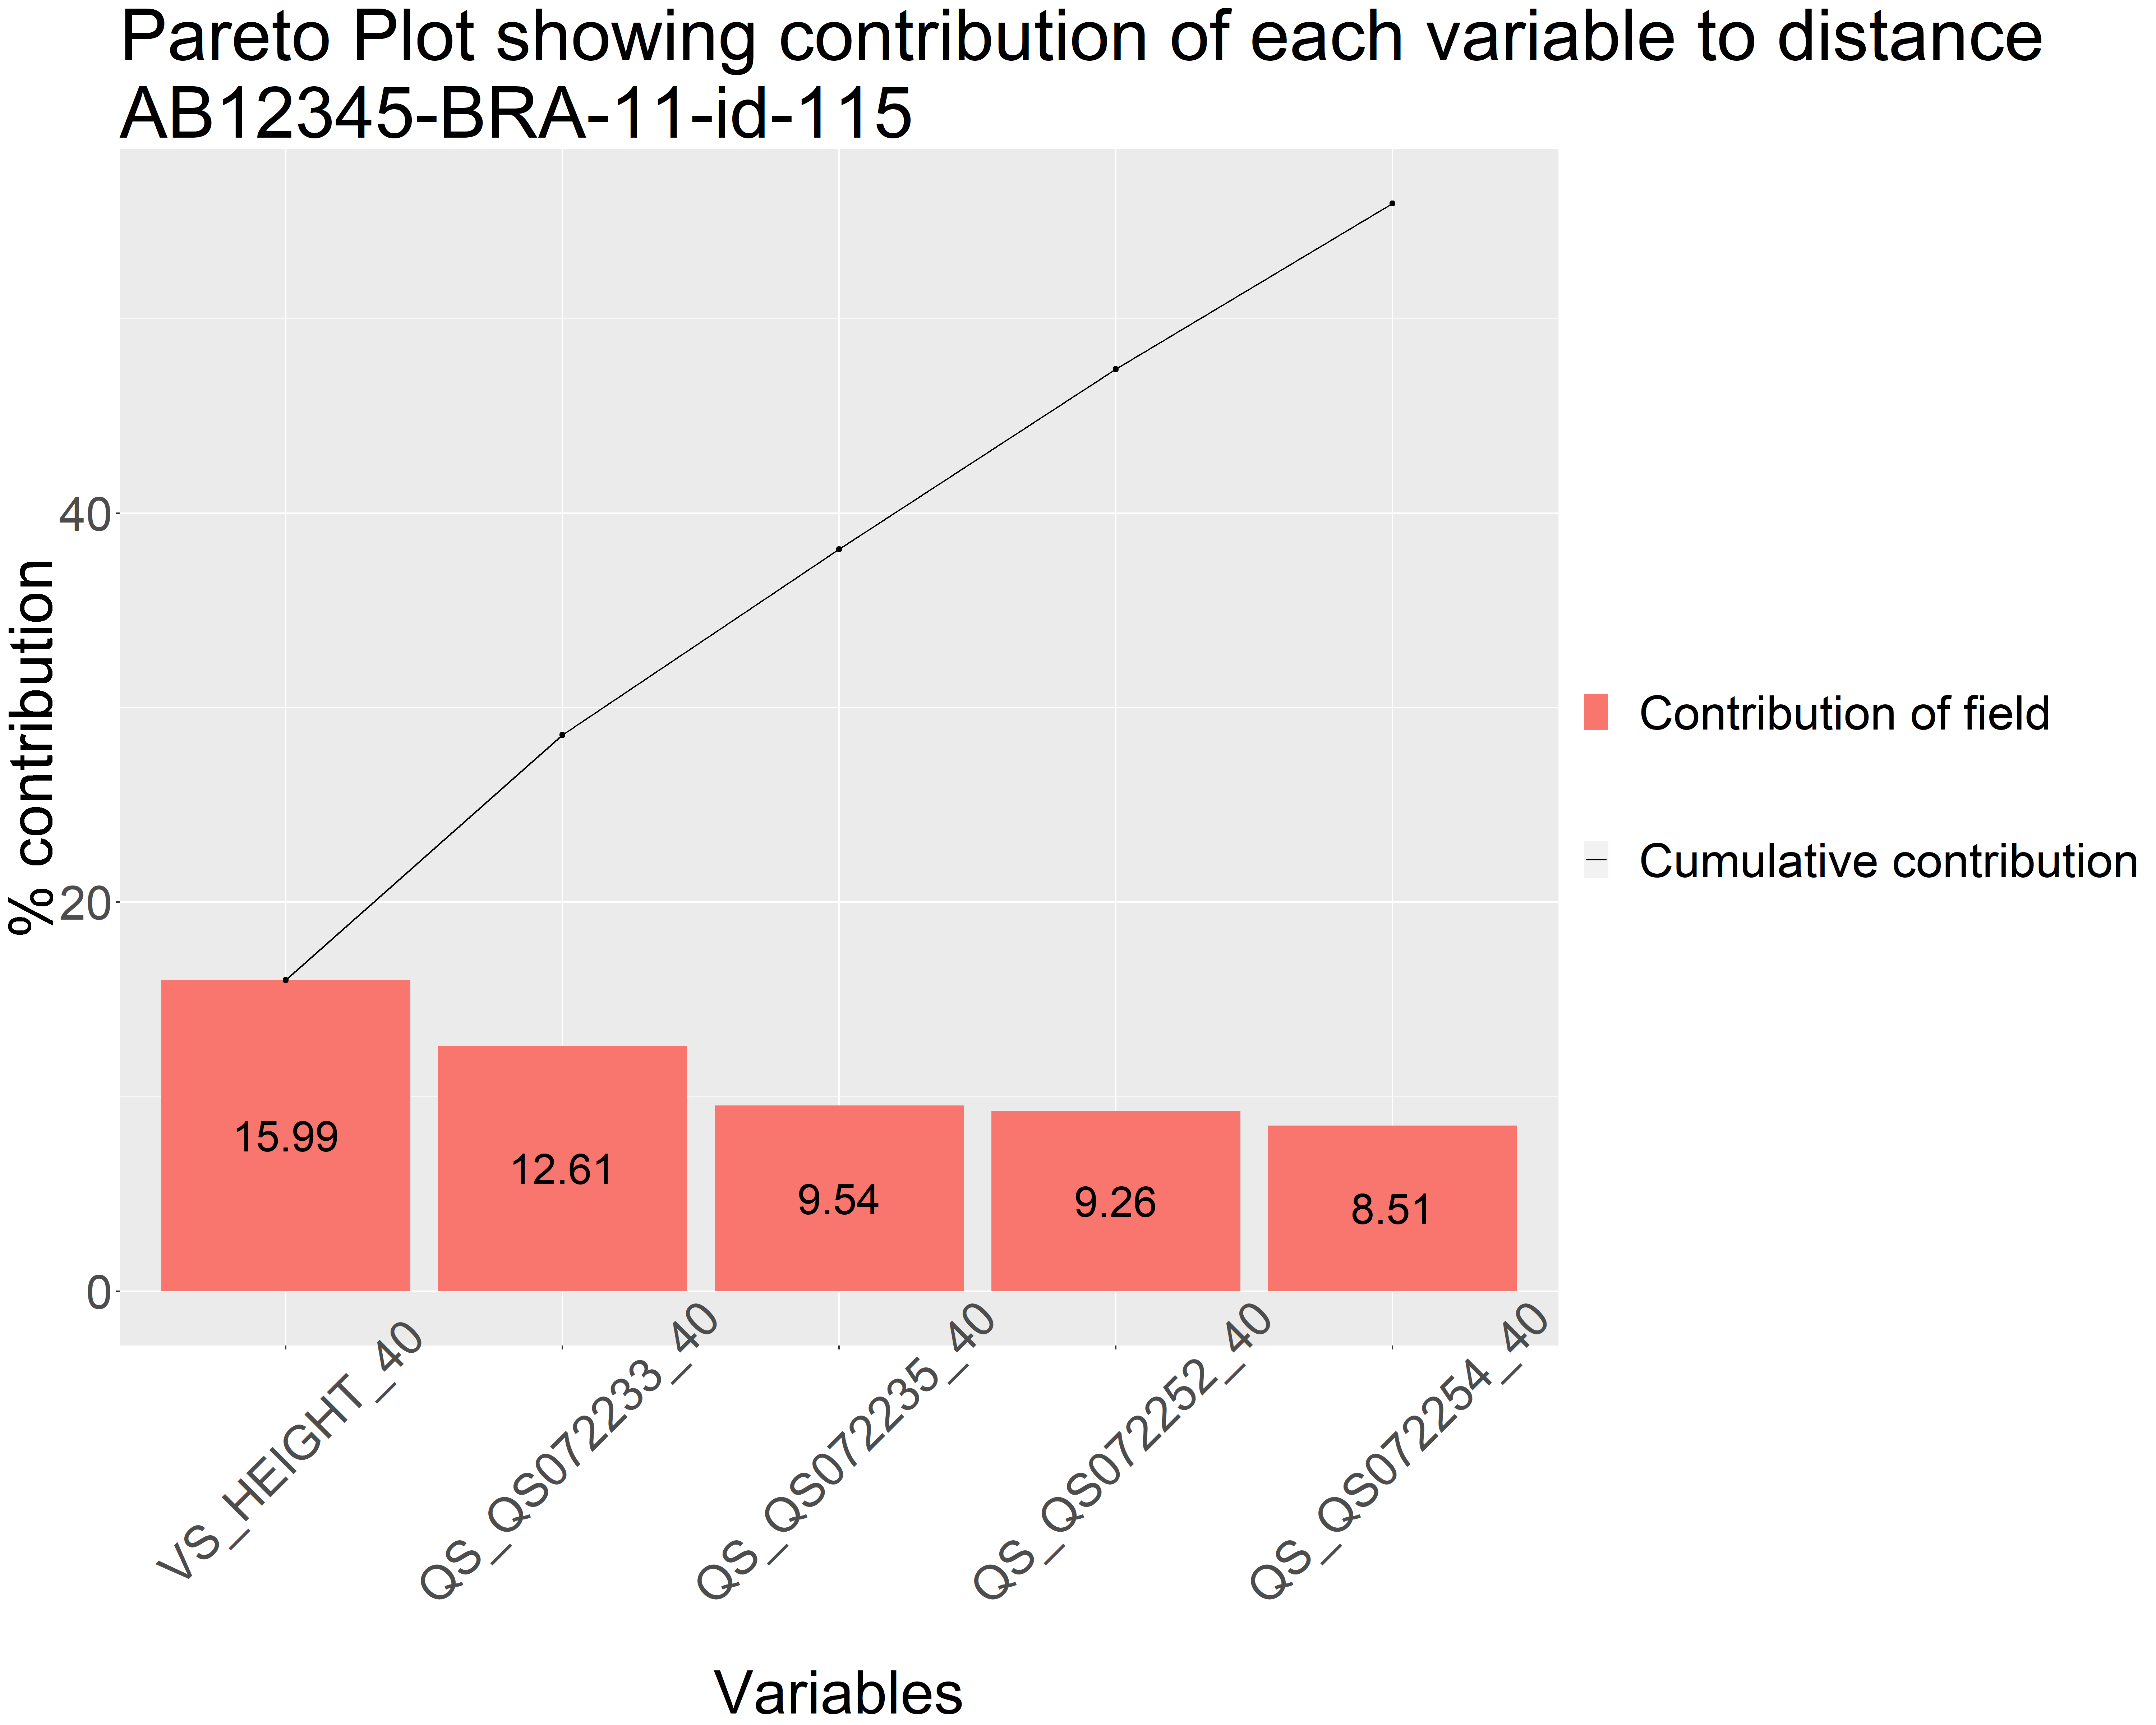 Pareto Plot showing contribution of each variable to distance
AB12345-BRA-11-id-115
% contribution
40
20
0
15.99
12.61
9.54
9.26
8.51
VS_HEIGHT_40
QS_QS072233_40
QS_QS072235_40
QS_QS072252_40
QS_QS072254_40
Variables
Contribution of field
Cumulative contribution